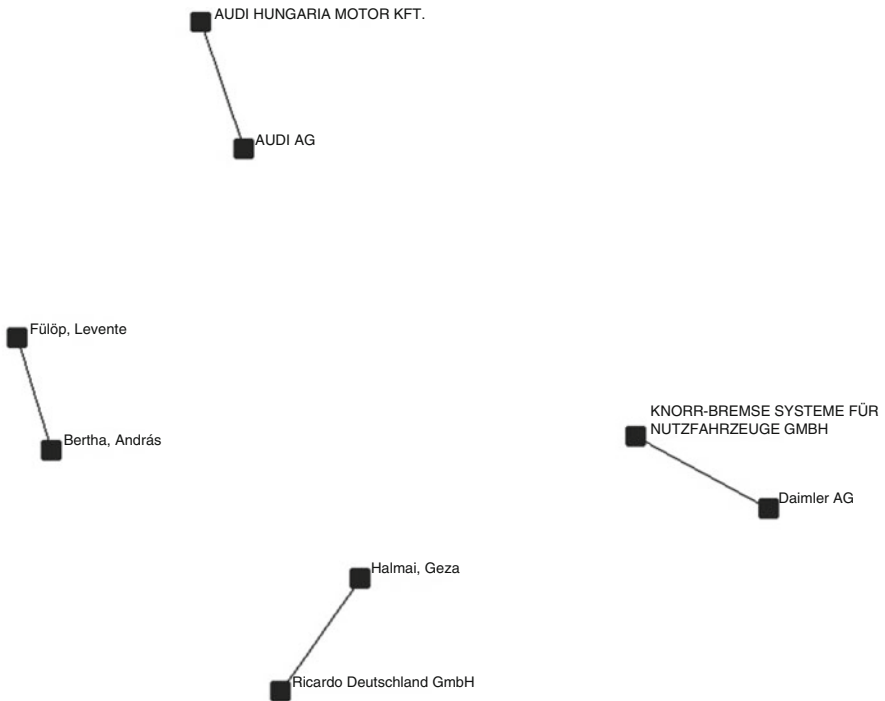 AUDI HUNGARIA MOTOR KFT.
AUDI AG
Fülöp, Levente
Bertha, András
KNORR-BREMSE SYSTEME FÜR
NUTZFAHRZEUGE GMBH
Daimler AG
Halmai, Geza
Ricardo Deutschland GmbH